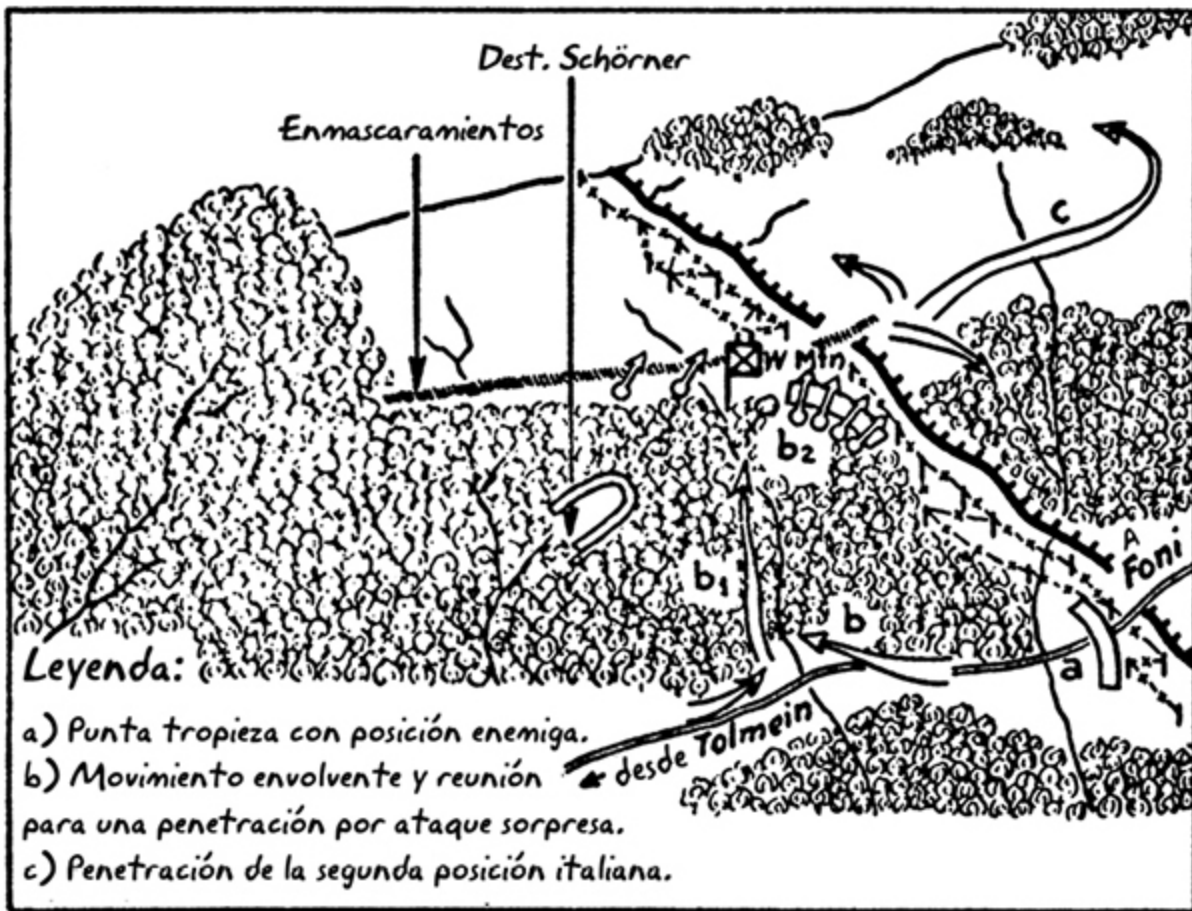 Dest. Schörner
Enmascaramientos
c
W Mtn.
b2
b1
b
A
Foni
a
desde Tolmein
Leyenda:
a) Punta tropieza con posición enemiga.
b) Movimiento envolvente y reunión
para una penetración por ataque sorpresa.
c) Penetración de la segunda posición italiana.